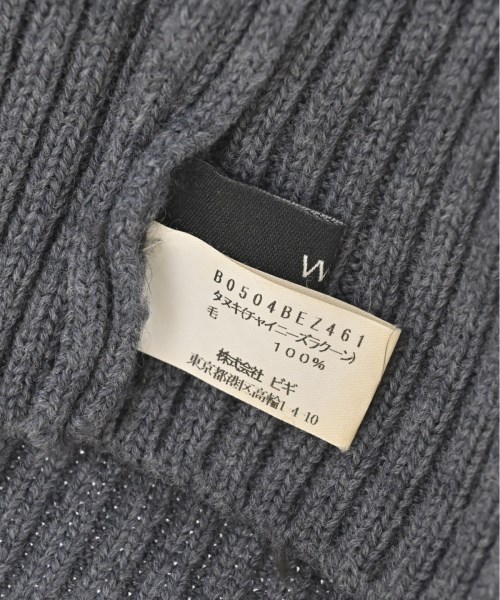 W
B0504BEZ461
タヌキ(チャイニーズラクーン)
毛 100%
株式会社 ビギ
東京都港区高輪1 4 10